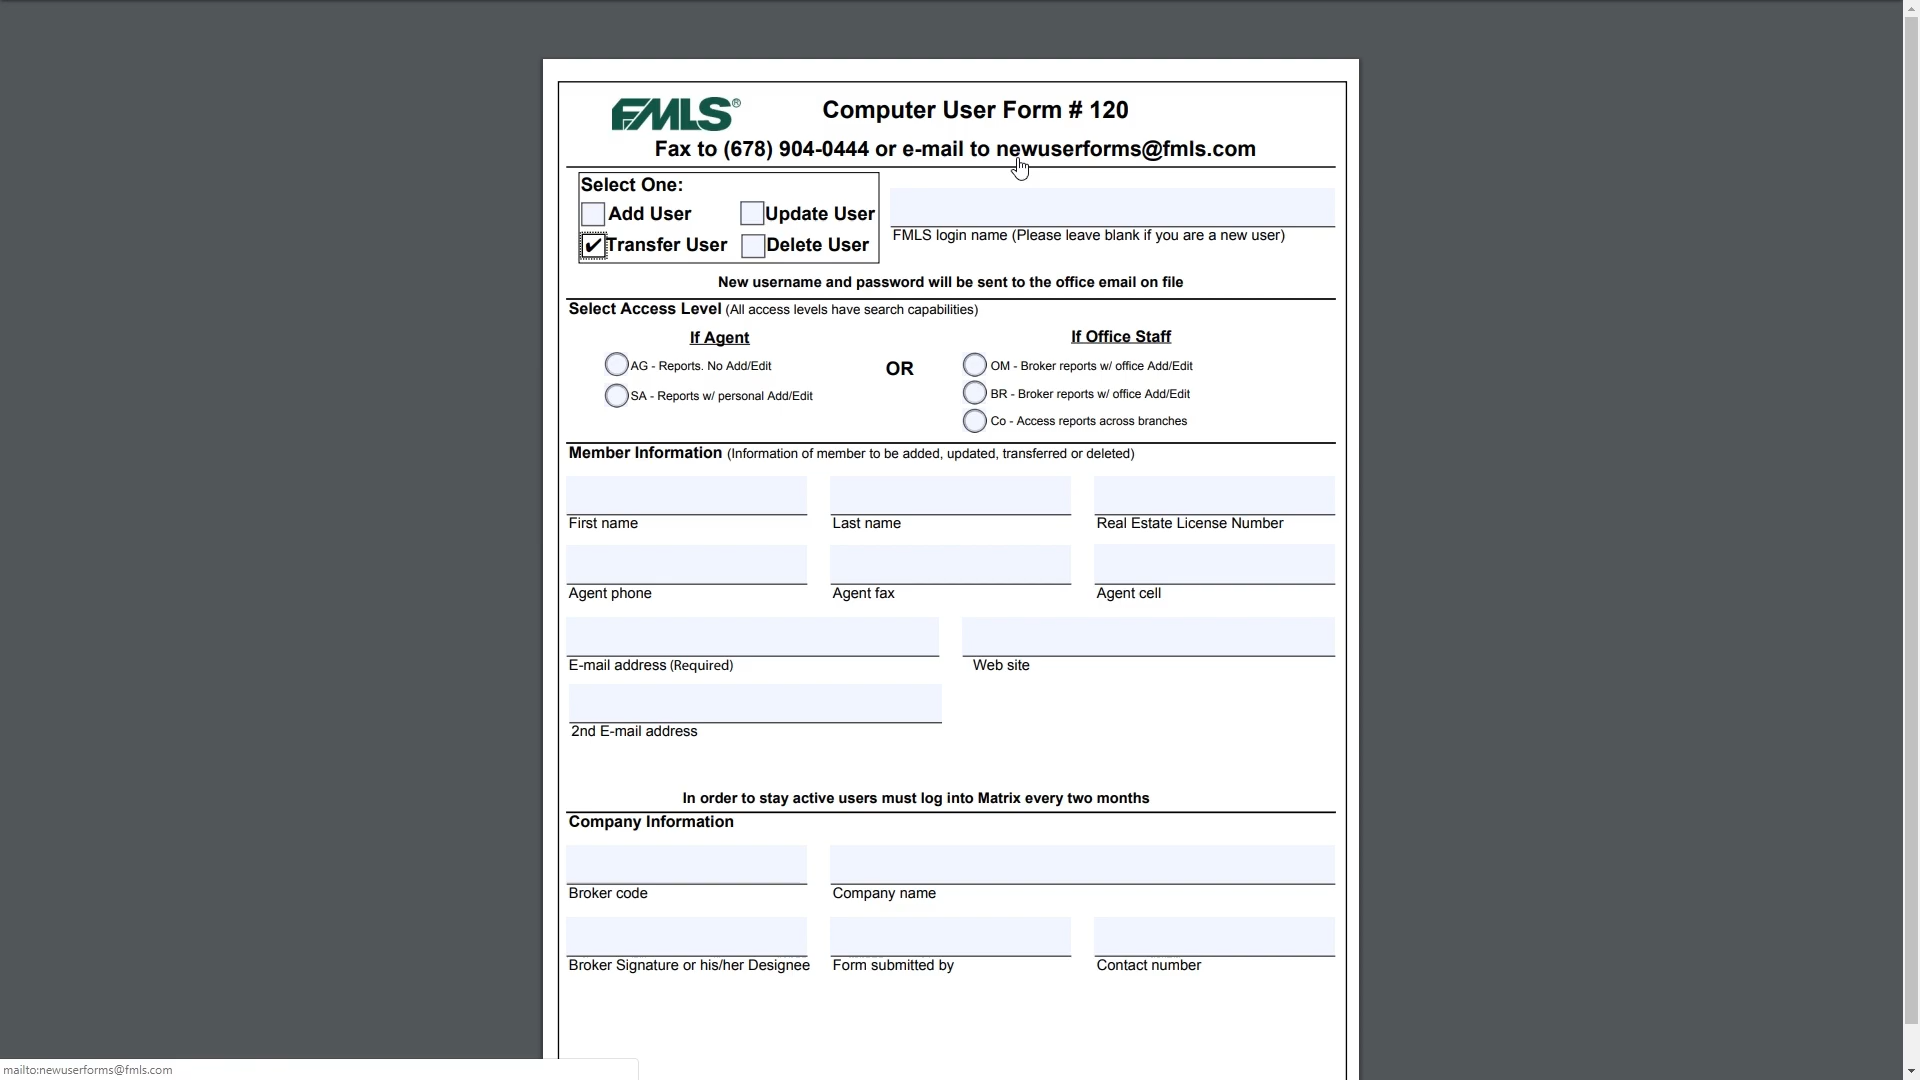 FMLS®
Computer User Form # 120
Fax to (678) 904-0444 or e-mail to newuserforms@fmls.com
Select One:
Add User
Update User
Transfer User
Delete User
FMLS login name (Please leave blank if you are a new user)
New username and password will be sent to the office email on file
Select Access Level (All access levels have search capabilities)
If Agent
If Office Staff
AG - Reports. No Add/Edit
OR
OM - Broker reports w/ office Add/Edit
SA - Reports w/ personal Add/Edit
BR - Broker reports w/ office Add/Edit
Co - Access reports across branches
Member Information (Information of member to be added, updated, transferred or deleted)
First name
Last name
Real Estate License Number
Agent phone
Agent fax
Agent cell
E-mail address (Required)
Web site
2nd E-mail address
In order to stay active users must log into Matrix every two months
Company Information
Broker code
Company name
Broker Signature or his/her Designee
Form submitted by
Contact number
mailto:newuserforms@fmls.com